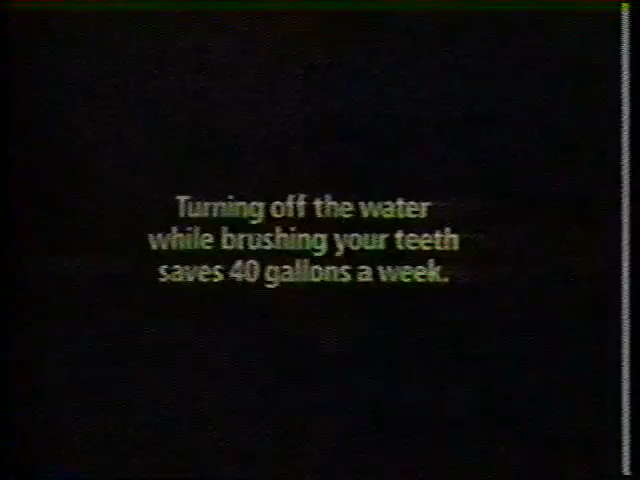 Turning off the water
while brushing your teeth
saves 40 gallons a week.